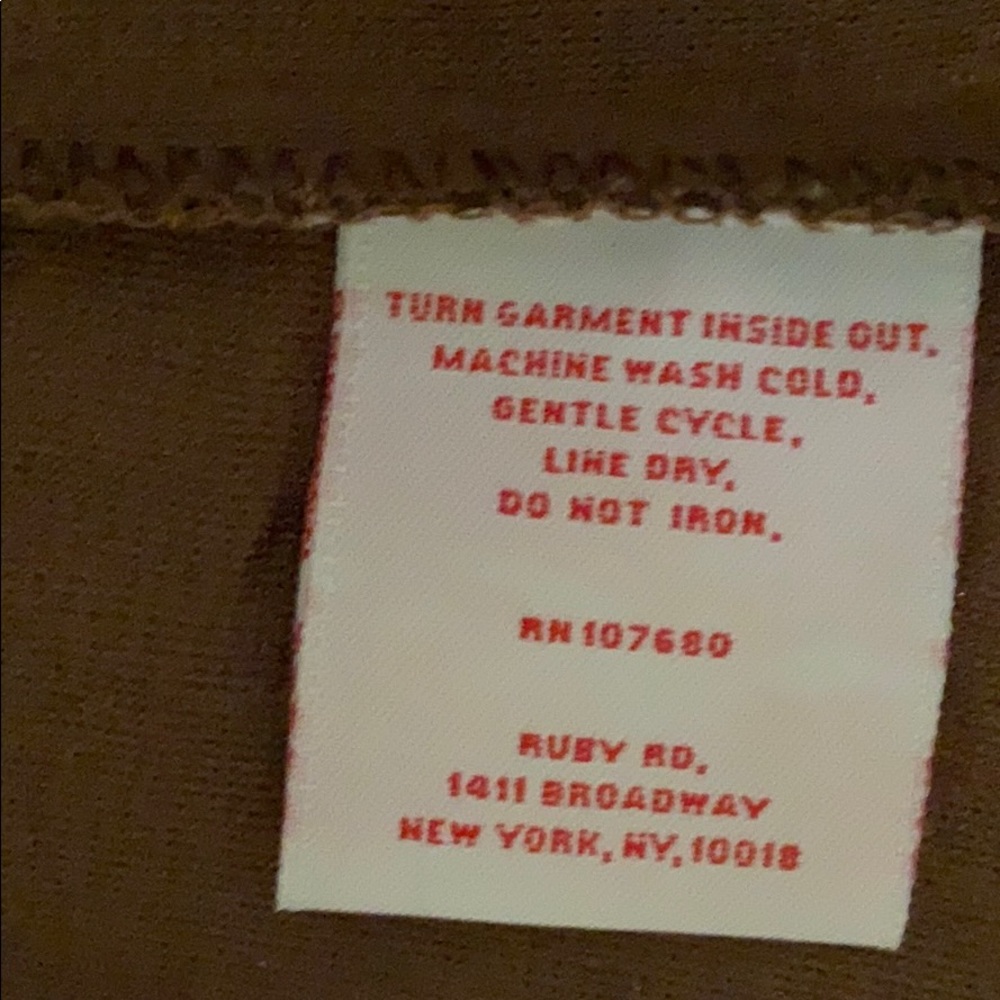 TURN GARMENT INSIDE OUT,
MACHINE WASH COLD,
GENTLE CYCLE,
LINE DRY,
DO NOT IRON,
RN 107680
RUBY RD,
1411 BROADWAY
NEW YORK, NY, 10018